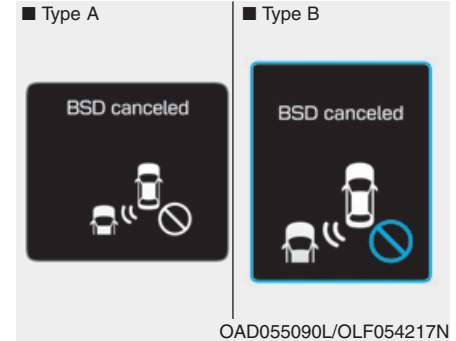 ■ Type A
■ Type B
BSD canceled
BSD canceled
OAD055090L/OLF054217N